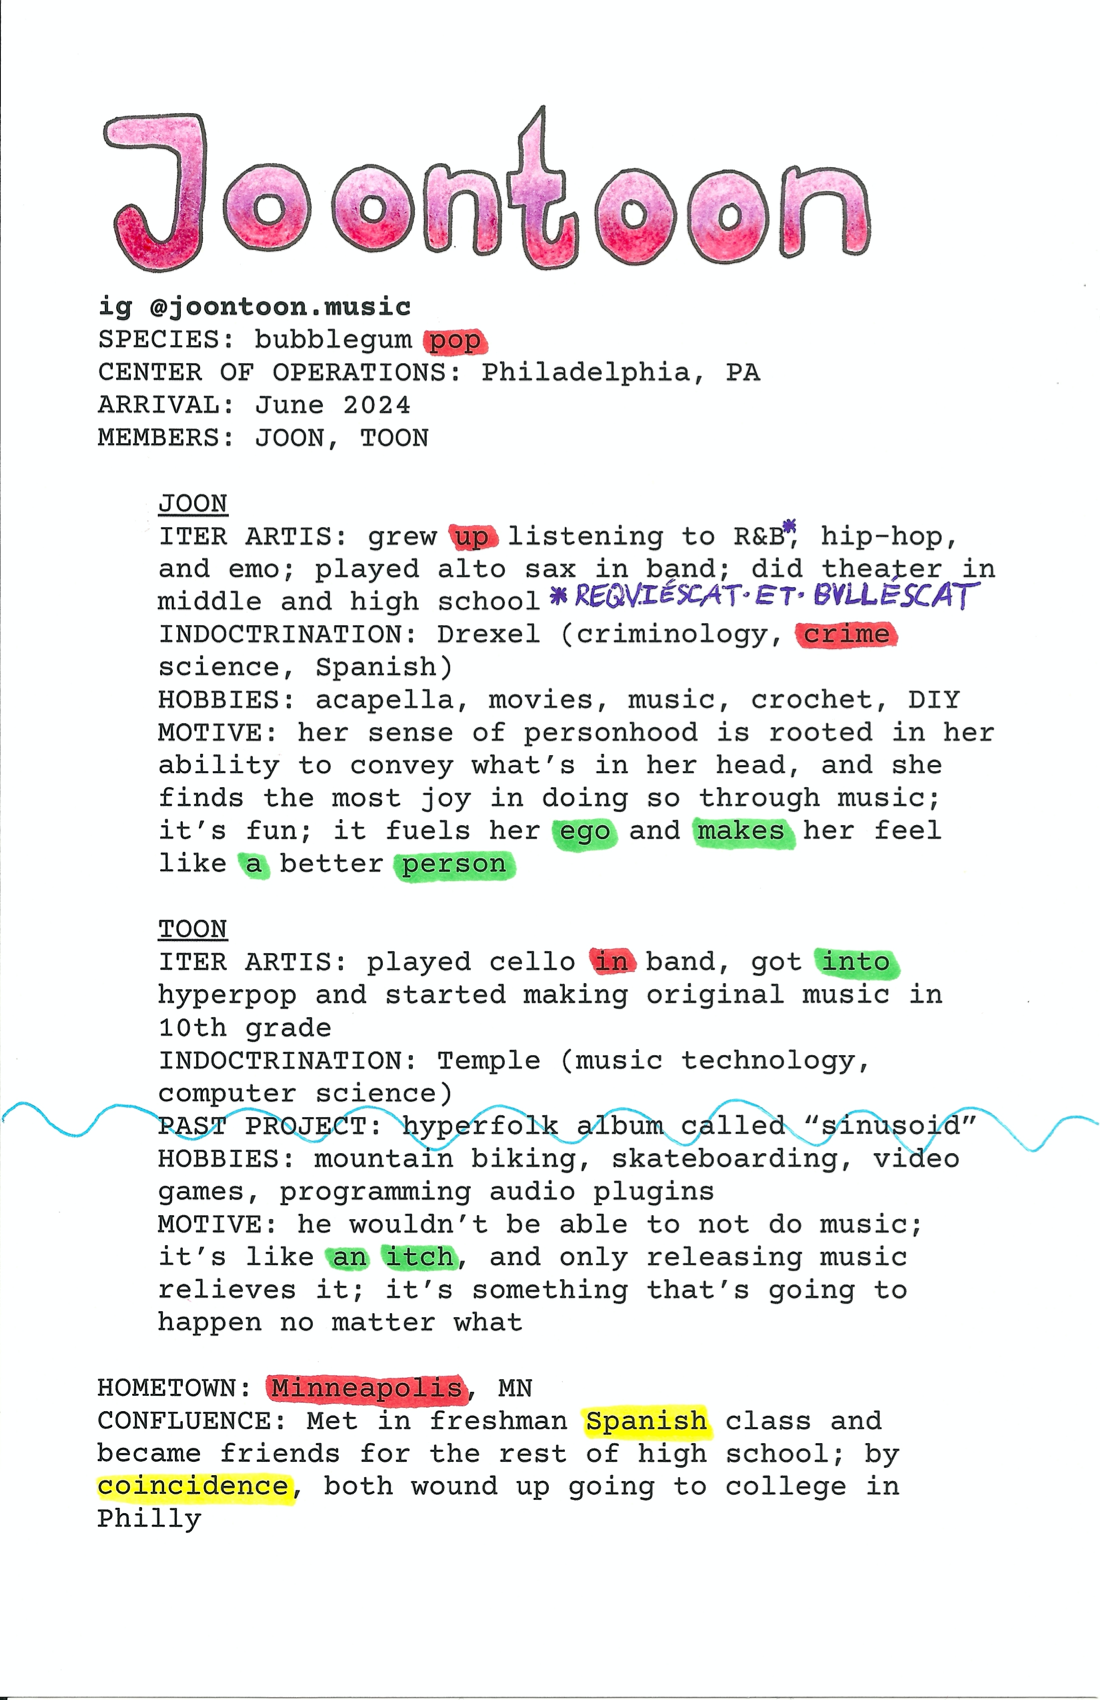 Joontoon
ig @joontoon.music
SPECIES: bubblegum pop
CENTER OF OPERATIONS: Philadelphia, PA
ARRIVAL: June 2024
MEMBERS: JOON, TOON
JOON
ITER ARTIS: grew up listening to R&B*, hip-hop,
and emo; played alto sax in band; did theater in
middle and high school *REQVIÉSCAT·ET·BVLLÉSCAT
INDOCTRINATION: Drexel (criminology, crime
science, Spanish)
HOBBIES: acapella, movies, music, crochet, DIY
MOTIVE: her sense of personhood is rooted in her
ability to convey what’s in her head, and she
finds the most joy in doing so through music;
it’s fun; it fuels her ego and makes her feel
like a better person
TOON
ITER ARTIS: played cello in band, got into
hyperpop and started making original music in
10th grade
INDOCTRINATION: Temple (music technology,
computer science)
PAST PROJECT: hyperfolk album called “sinusoid”
HOBBIES: mountain biking, skateboarding, video
games, programming audio plugins
MOTIVE: he wouldn’t be able to not do music;
it’s like an itch, and only releasing music
relieves it; it’s something that’s going to
happen no matter what
HOMETOWN: Minneapolis, MN
CONFLUENCE: Met in freshman Spanish class and
became friends for the rest of high school; by
coincidence, both wound up going to college in
Philly